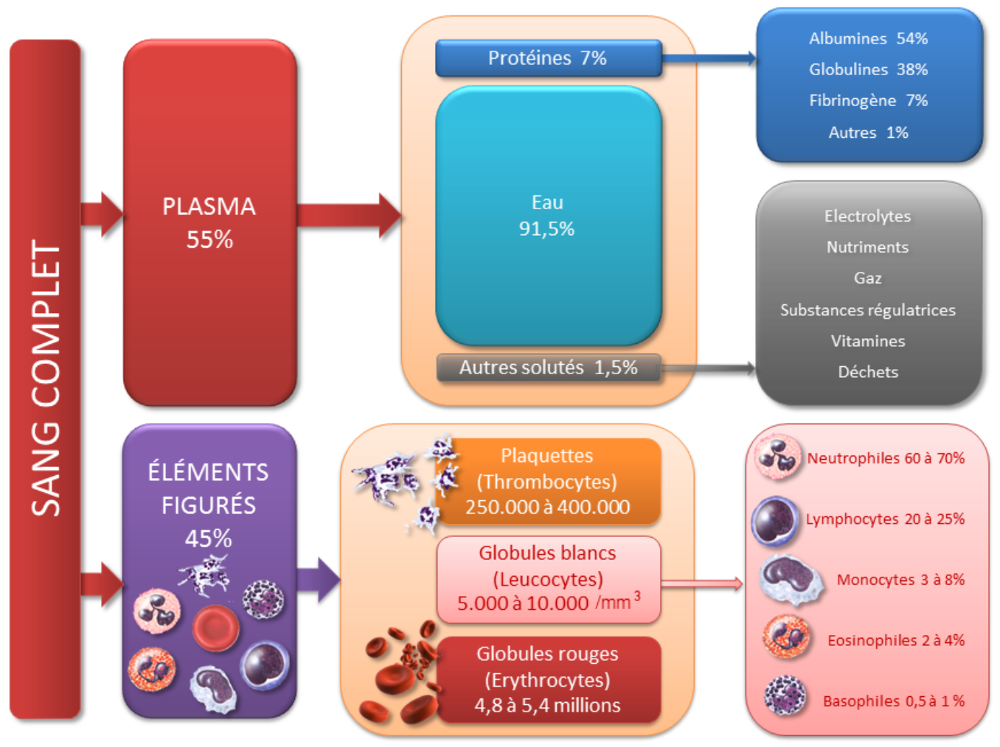 SANG COMPLET
PLASMA
55%
Protéines 7%
Eau
91,5%
Autres solutés 1,5%
Albumines 54%
Globulines 38%
Fibrinogène 7%
Autres 1%
Electrolytes
Nutriments
Gaz
Substances régulatrices
Vitamines
Déchets
ÉLÉMENTS
FIGURÉS
45%
Plaquettes
(Thrombocytes)
250.000 à 400.000
Globules blancs
(Leucocytes)
5.000 à 10.000 /mm³
Globules rouges
(Erythrocytes)
4,8 à 5,4 millions
Neutrophiles 60 à 70%
Lymphocytes 20 à 25%
Monocytes 3 à 8%
Eosinophiles 2 à 4%
Basophiles 0,5 à 1 %